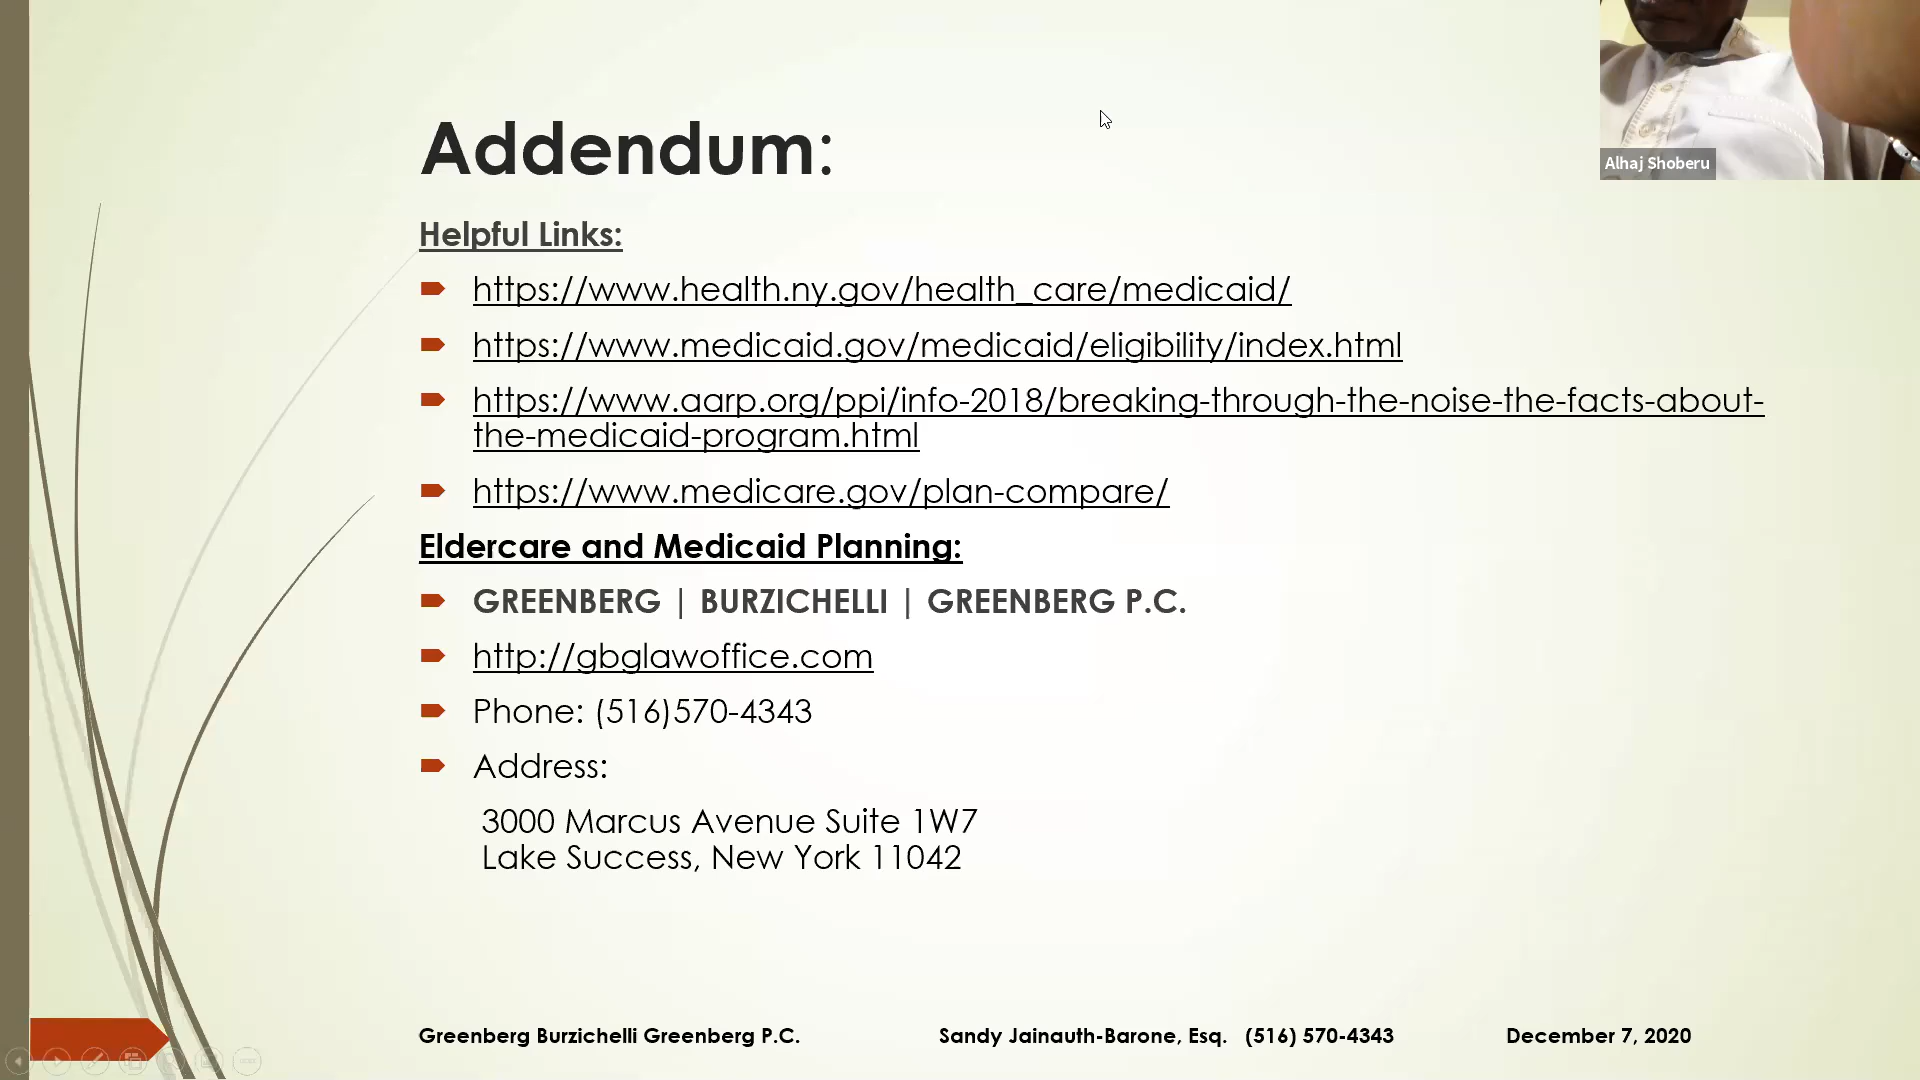 Addendum:
Alhaj Shoberu
Helpful Links:
https://www.health.ny.gov/health_care/medicaid/
https://www.medicaid.gov/medicaid/eligibility/index.html
https://www.aarp.org/ppi/info-2018/breaking-through-the-noise-the-facts-about-
the-medicaid-program.html
https://www.medicare.gov/plan-compare/
Eldercare and Medicaid Planning:
GREENBERG | BURZICHELLI | GREENBERG P.C.
http://gbglawoffice.com
Phone: (516)570-4343
Address:
3000 Marcus Avenue Suite 1W7
Lake Success, New York 11042
Greenberg Burzichelli Greenberg P.C. Sandy Jainauth-Barone, Esq. (516) 570-4343 December 7, 2020